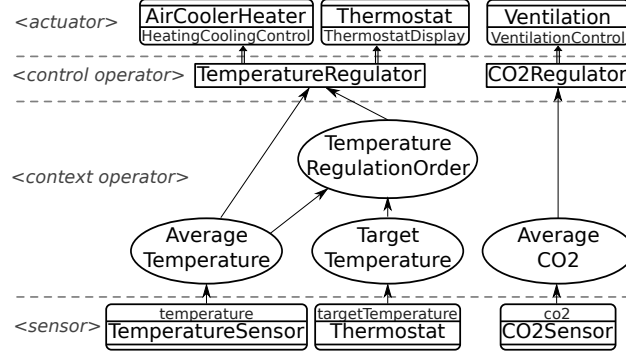 <actuator>
AirCoolerHeater
HeatingCoolingControl
Thermostat
ThermostatDisplay
Ventilation
VentilationControl
<control operator>
TemperatureRegulator
CO2Regulator
<context operator>
Temperature
RegulationOrder
Average
Temperature
Target
Temperature
Average
CO2
<sensor>
temperature
TemperatureSensor
targetTemperature
Thermostat
co2
CO2Sensor